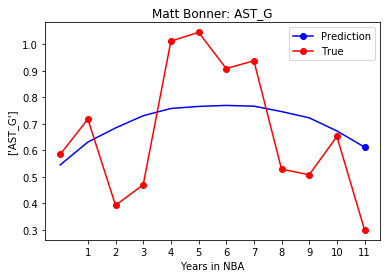 Matt Bonner: AST_G
Prediction
True
['AST_G']
1.0
0.9
0.8
0.7
0.6
0.5
0.4
0.3
1 2 3 4 5 6 7 8 9 10 11
Years in NBA